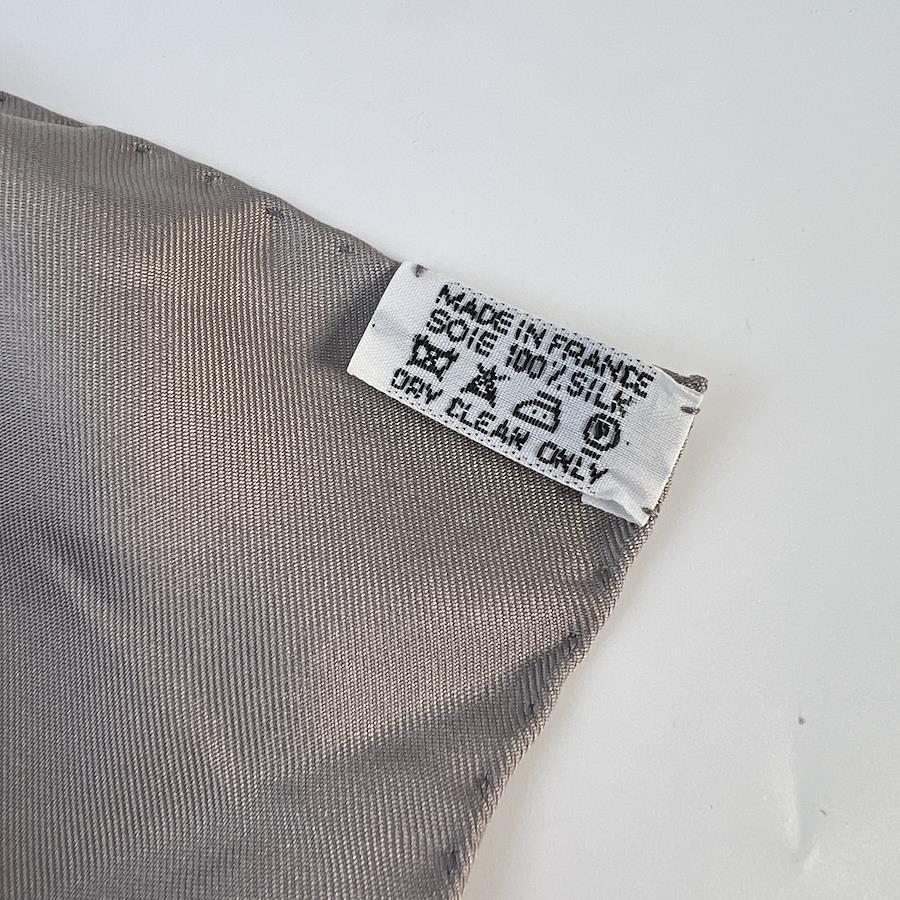 MADE IN FRANCE
SOIE 100% SILK
DRY CLEAN ONLY